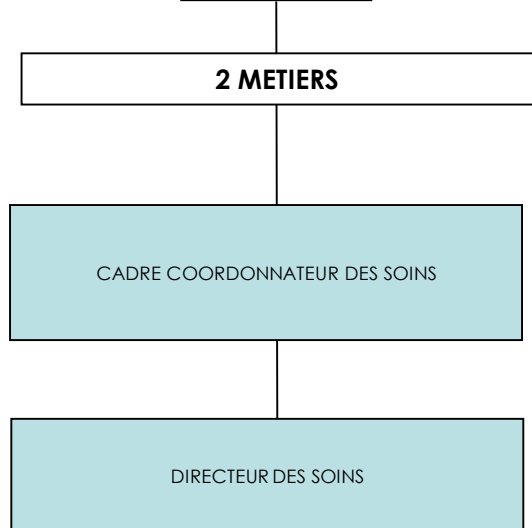 2 METIERS
CADRE COORDONNATEUR DES SOINS
DIRECTEUR DES SOINS